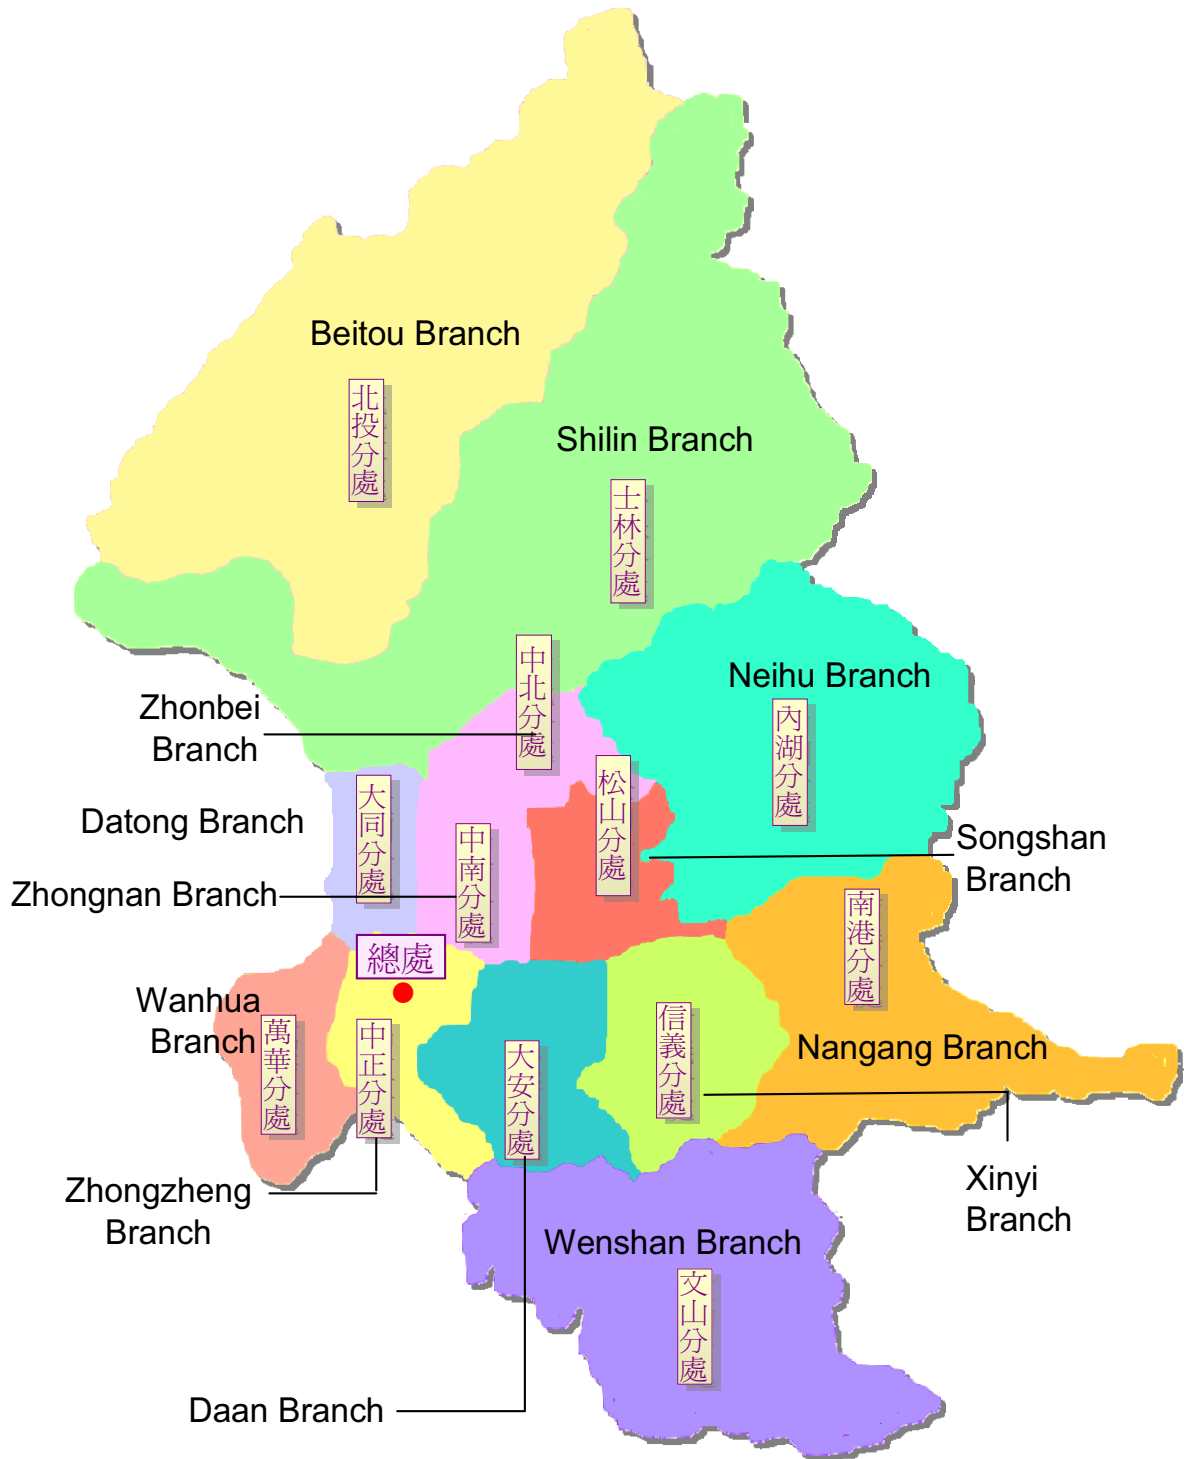 Beitou Branch
北投分處
Shilin Branch
士林分處
中北分處
Zhonbei
Branch
Neihu Branch
內湖分處
松山分處
大同分處
Datong Branch
中南分處
Songshan
Branch
Zhongnan Branch
南港分處
總處
Wanhua
Branch
萬華分處
中正分處
信義分處
大安分處
Nangang Branch
Zhongzheng
Branch
Xinyi
Branch
Wenshan Branch
文山分處
Daan Branch